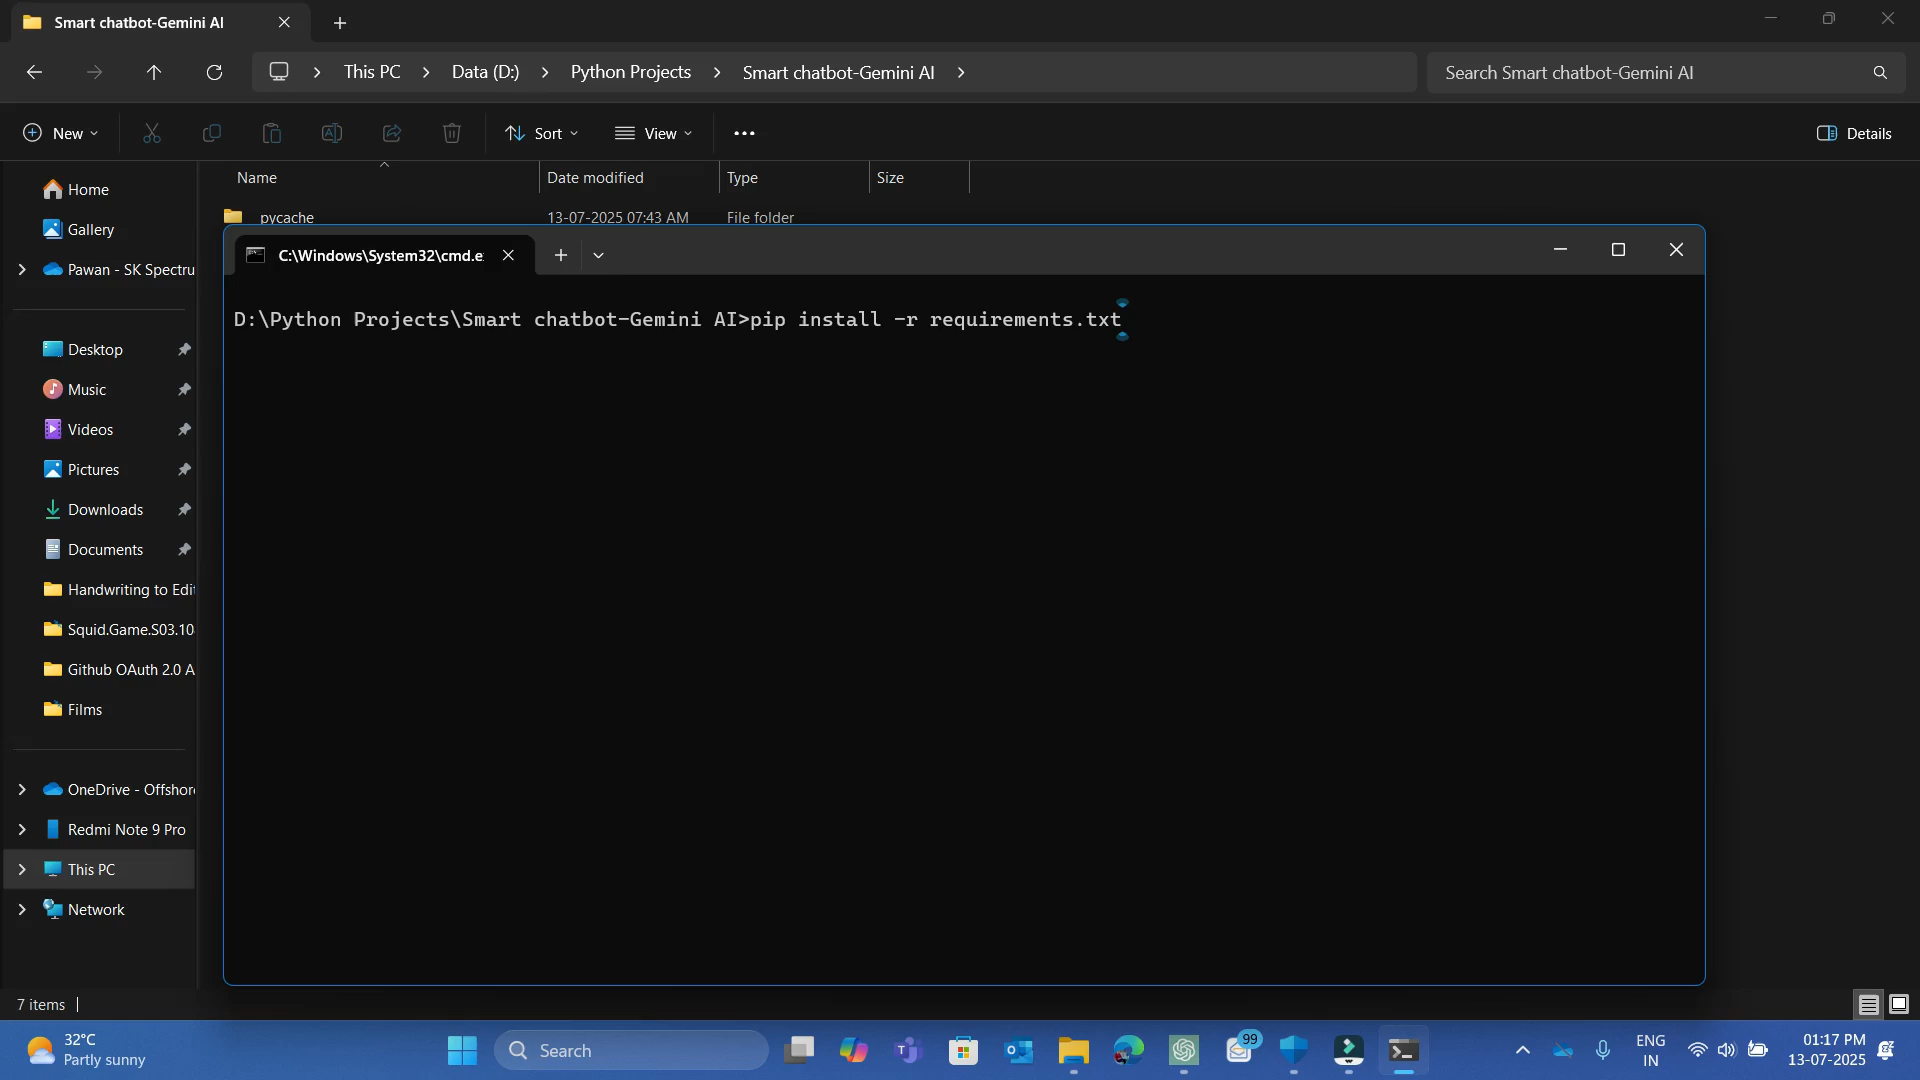 Smart chatbot-Gemini AI
This PC
Data (D:)
Python Projects
Smart chatbot-Gemini AI
Search Smart chatbot-Gemini AI
New
Sort
View
Details
Name
Date modified
Type
Size
pycache
13-07-2025 07:43 AM
File folder
Home
Gallery
Pawan - SK Spectru
Desktop
Music
Videos
Pictures
Downloads
Documents
Handwriting to Edi
Squid.Game.S03.10
Github OAuth 2.0 A
Films
OneDrive - Offshor
Redmi Note 9 Pro
This PC
Network
C:\Windows\System32\cmd.e
D:\Python Projects\Smart chatbot-Gemini AI>pip install -r requirements.txt
7 items
32°C
Partly sunny
Search
99
ENG
IN
01:17 PM
13-07-2025